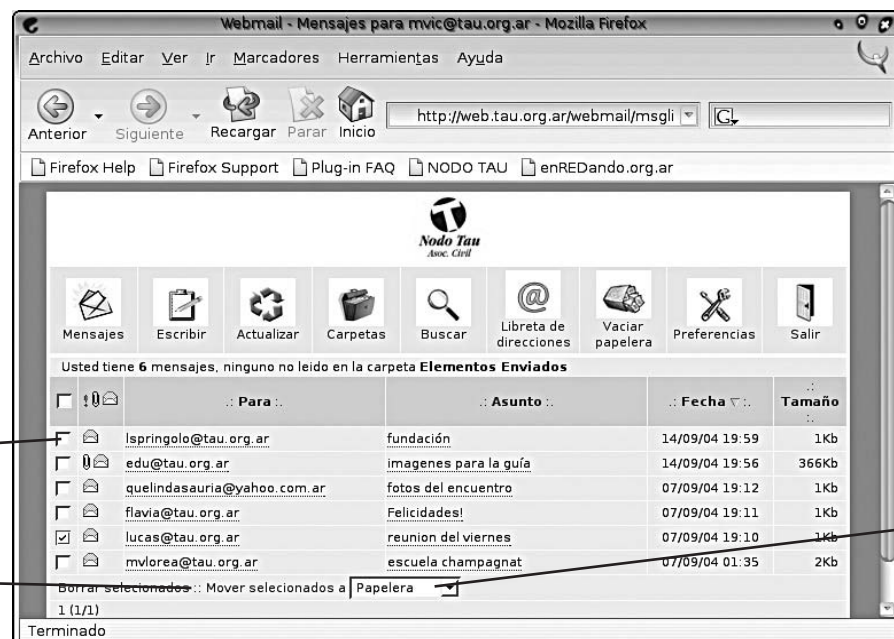 Webmail - Mensajes para mvic@tau.org.ar - Mozilla Firefox
Archivo Editar Ver Ir Marcadores Herramientas Ayuda
Anterior Siguiente Recargar Parar Inicio http://web.tau.org.ar/webmail/msgli G
Firefox Help Firefox Support Plug-in FAQ NODO TAU enREDando.org.ar
T
Nodo Tau
Asoc. Civil
Mensajes Escribir Actualizar Carpetas Buscar Libreta de direcciones Vaciar papelera Preferencias Salir
Usted tiene 6 mensajes, ninguno no leido en la carpeta Elementos Enviados
.: Para :. .: Asunto :. .: Fecha :. .: Tamaño :.
lspringolo@tau.org.ar fundación 14/09/04 19:59 1Kb
edu@tau.org.ar imagenes para la guía 14/09/04 19:56 366Kb
quelindasauria@yahoo.com.ar fotos del encuentro 07/09/04 19:12 1Kb
flavia@tau.org.ar Felicidades! 07/09/04 19:11 1Kb
lucas@tau.org.ar reunion del viernes 07/09/04 19:10 1Kb
mvlorea@tau.org.ar escuela champagnat 07/09/04 01:35 2Kb
Borrar selecionados :: Mover selecionados a Papelera
1 (1/1)
Terminado